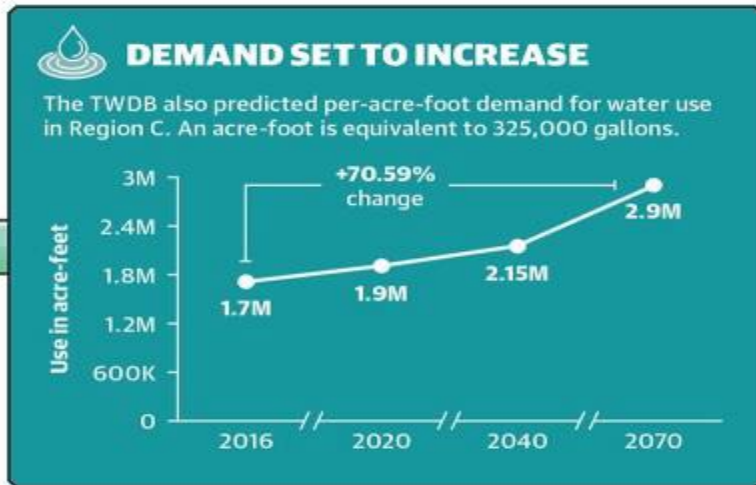 DEMAND SET TO INCREASE
The TWDB also predicted per-acre-foot demand for water use
in Region C. An acre-foot is equivalent to 325,000 gallons.
+70.59%
change
Use in acre-feet
3M
2.4M
1.8M
1.2M
600K
0
1.7M
1.9M
2.15M
2.9M
2016
2020
2040
2070